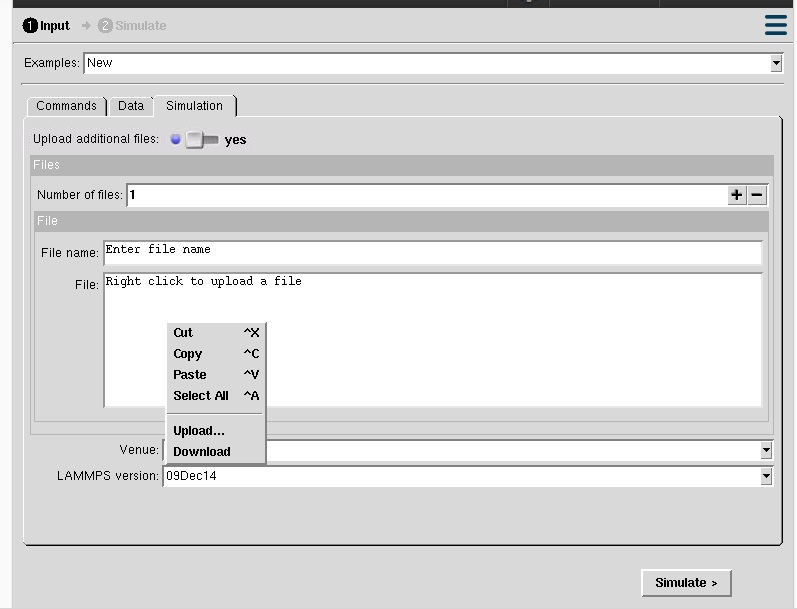 1 Input → 2 Simulate
Examples: New
Commands Data Simulation
Upload additional files: yes
Files
Number of files: 1 + −
File
File name: Enter file name
File: Right click to upload a file
Cut ^X
Copy ^C
Paste ^V
Select All ^A
Upload...
Download
Venue:
LAMMPS version: 09Dec14
Simulate >